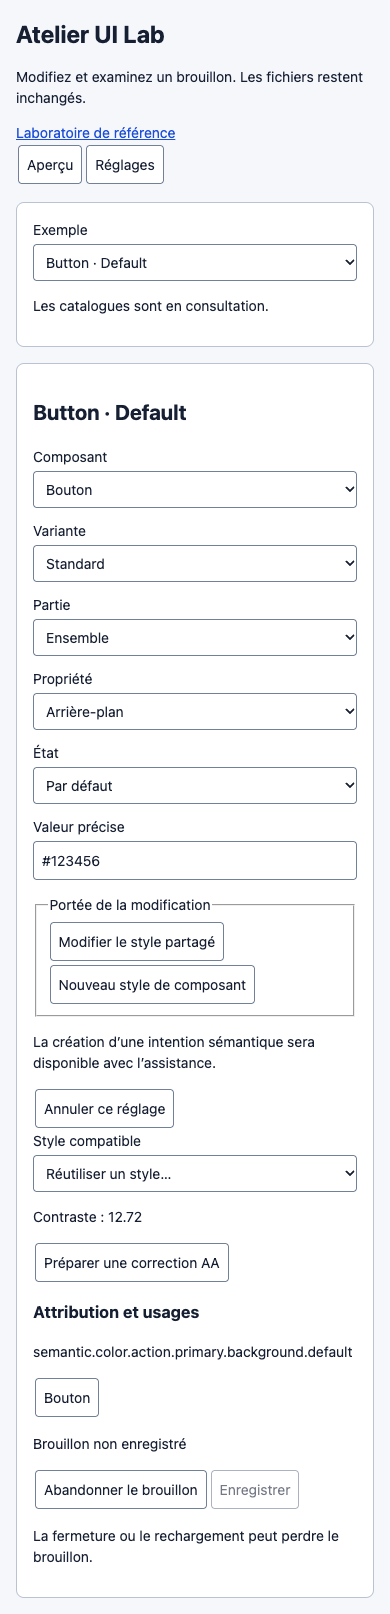 Atelier UI Lab
Modifiez et examinez un brouillon. Les fichiers restent
inchangés.
Laboratoire de référence
Aperçu Réglages
Exemple
Button · Default
Les catalogues sont en consultation.
Button · Default
Composant
Bouton
Variante
Standard
Partie
Ensemble
Propriété
Arrière-plan
État
Par défaut
Valeur précise
#123456
Portée de la modification
Modifier le style partagé
Nouveau style de composant
La création d’une intention sémantique sera
disponible avec l’assistance.
Annuler ce réglage
Style compatible
Réutiliser un style…
Contraste : 12.72
Préparer une correction AA
Attribution et usages
semantic.color.action.primary.background.default
Bouton
Brouillon non enregistré
Abandonner le brouillon Enregistrer
La fermeture ou le rechargement peut perdre le
brouillon.